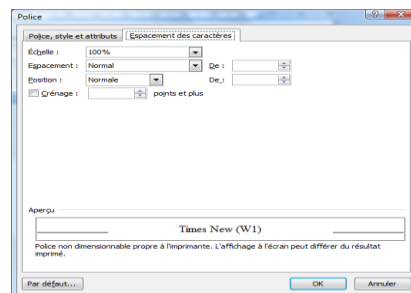 Police
Police, style et attributs Espacement des caractères
Échelle : 100%
Espacement : Normal De :
Position : Normale De :
Crénage : points et plus
Aperçu
Times New (W1)
Police non dimensionnable propre à l'imprimante. L'affichage à l'écran peut différer du résultat
imprimé.
Par défaut... OK Annuler